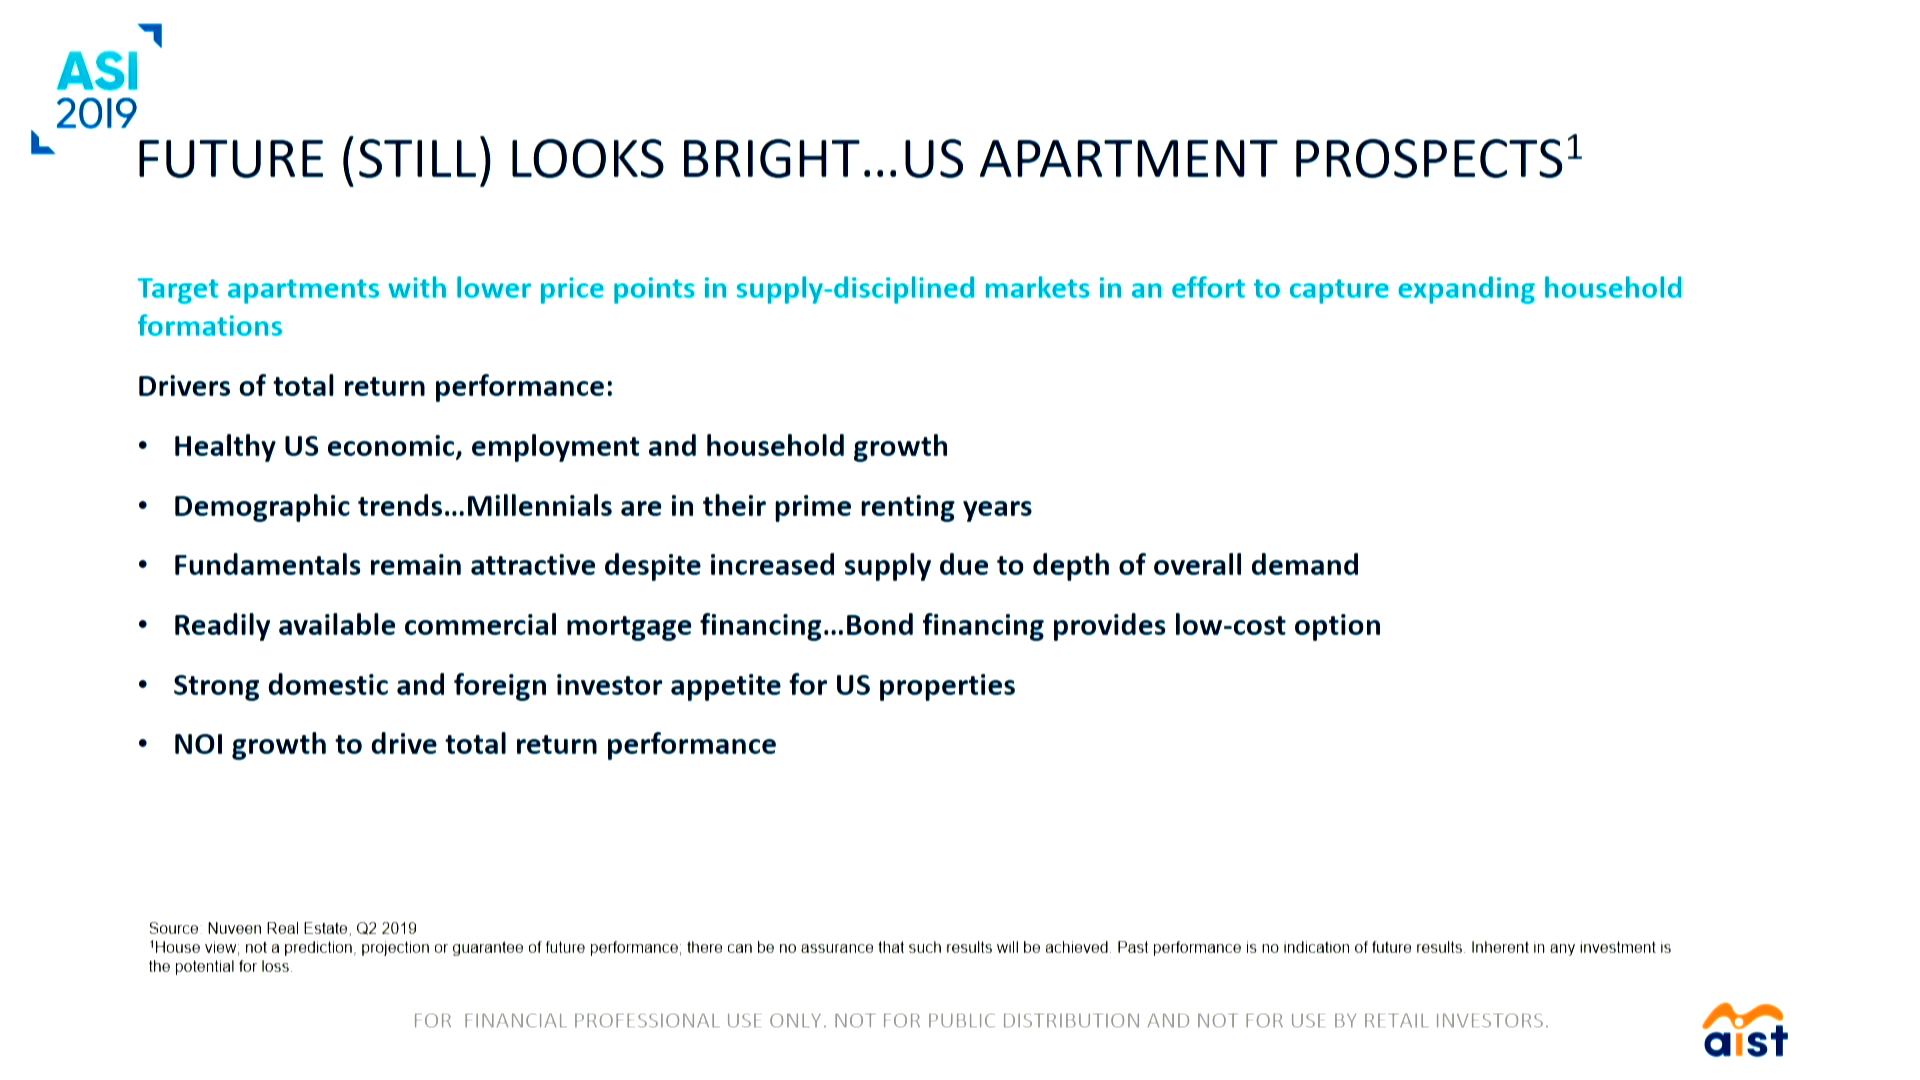 ASI
2019
FUTURE (STILL) LOOKS BRIGHT...US APARTMENT PROSPECTS¹
Target apartments with lower price points in supply-disciplined markets in an effort to capture expanding household
formations
Drivers of total return performance:
• Healthy US economic, employment and household growth
• Demographic trends...Millennials are in their prime renting years
• Fundamentals remain attractive despite increased supply due to depth of overall demand
• Readily available commercial mortgage financing...Bond financing provides low-cost option
• Strong domestic and foreign investor appetite for US properties
• NOI growth to drive total return performance
Source: Nuveen Real Estate, Q2 2019
¹House view; not a prediction, projection or guarantee of future performance; there can be no assurance that such results will be achieved. Past performance is no indication of future results. Inherent in any investment is
the potential for loss.
FOR FINANCIAL PROFESSIONAL USE ONLY. NOT FOR PUBLIC DISTRIBUTION AND NOT FOR USE BY RETAIL INVESTORS.
aist